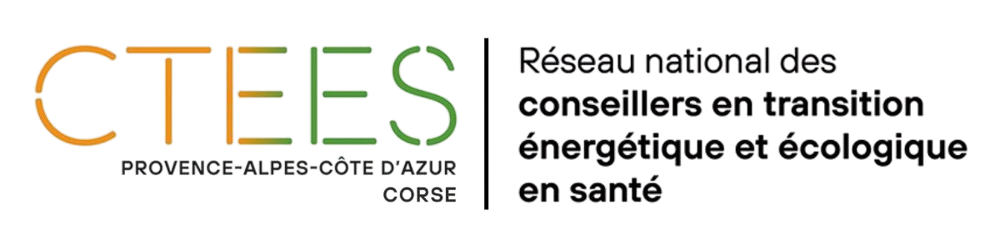 CTEES
PROVENCE-ALPES-CÔTE D'AZUR
CORSE
Réseau national des
conseillers en transition
énergétique et écologique
en santé